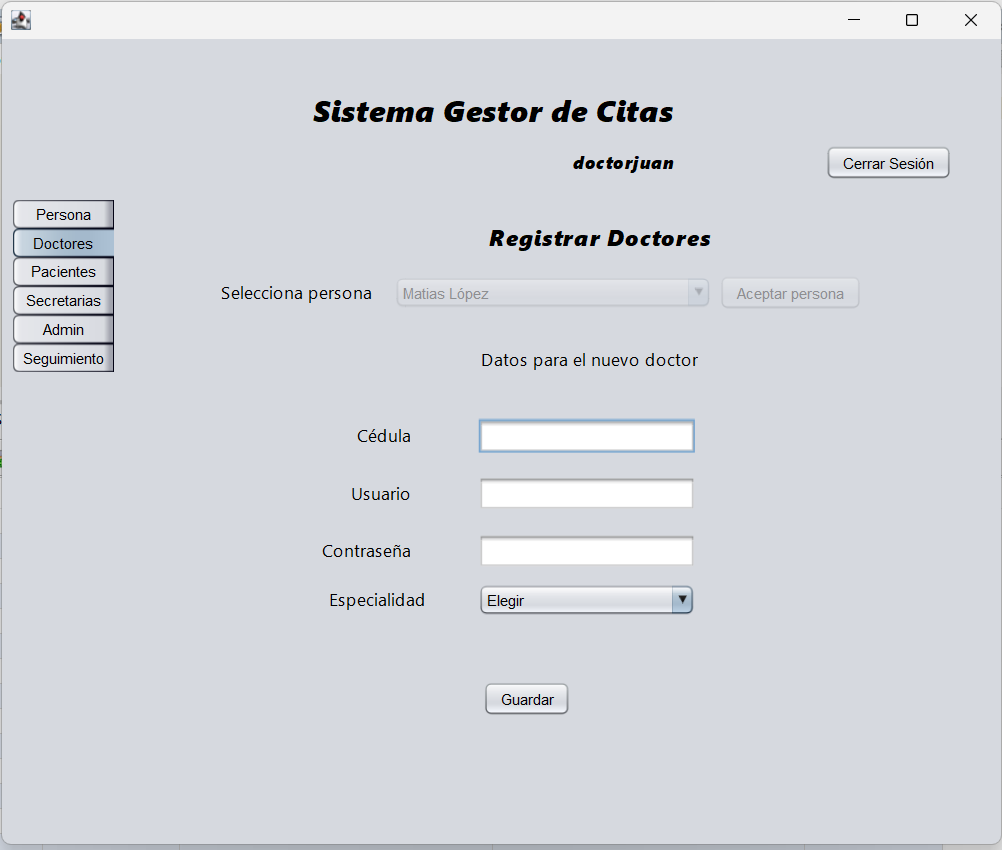 Sistema Gestor de Citas
doctorjuan
Cerrar Sesión
Persona
Doctores
Pacientes
Secretarias
Admin
Seguimiento
Registrar Doctores
Selecciona persona Matias López Aceptar persona
Datos para el nuevo doctor
Cédula
Usuario
Contraseña
Especialidad Elegir
Guardar